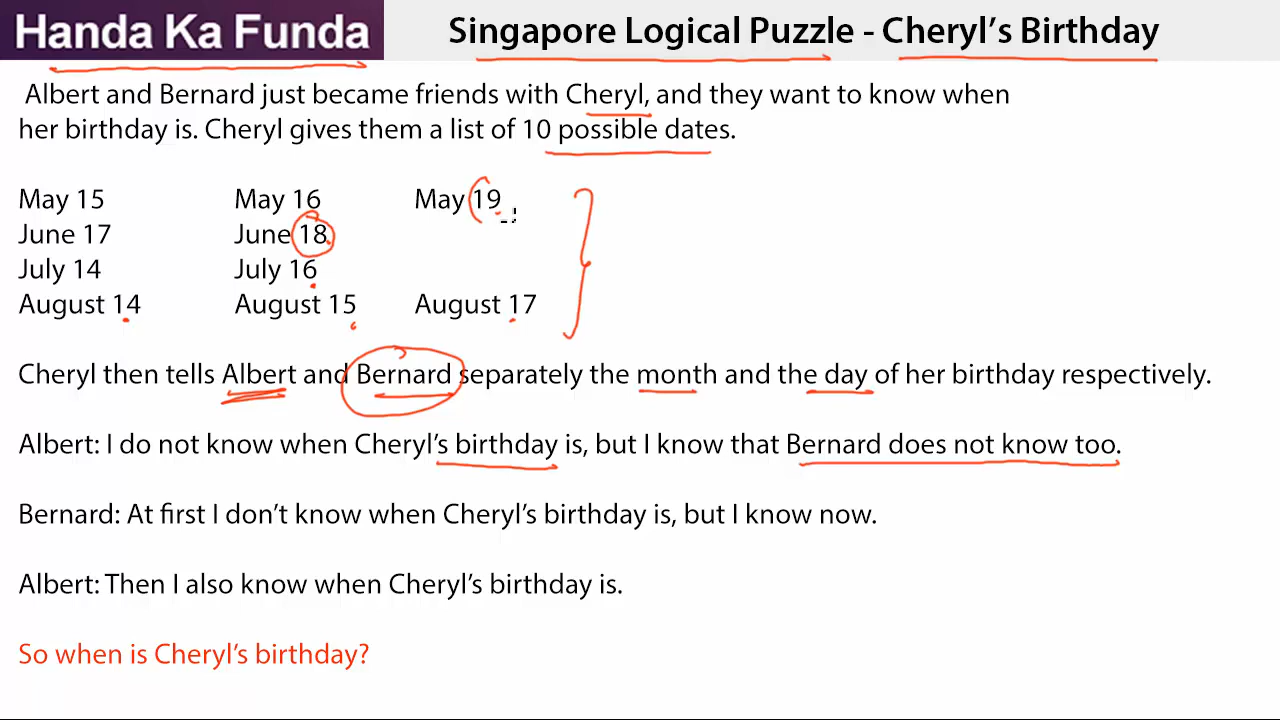 Handa Ka Funda
Singapore Logical Puzzle - Cheryl's Birthday
Albert and Bernard just became friends with Cheryl, and they want to know when
her birthday is. Cheryl gives them a list of 10 possible dates.
May 15 May 16 May 19
June 17 June 18
July 14 July 16
August 14 August 15 August 17
Cheryl then tells Albert and Bernard separately the month and the day of her birthday respectively.
Albert: I do not know when Cheryl's birthday is, but I know that Bernard does not know too.
Bernard: At first I don't know when Cheryl's birthday is, but I know now.
Albert: Then I also know when Cheryl's birthday is.
So when is Cheryl's birthday?